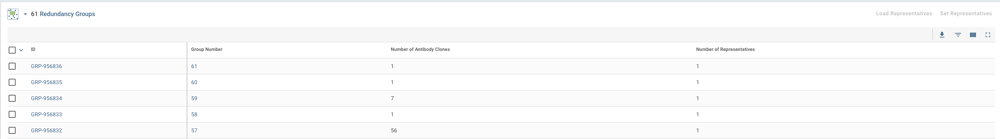 61 Redundancy Groups
Load Representatives Set Representatives
ID Group Number Number of Antibody Clones Number of Representatives
GRP-956836 61 1 1
GRP-956835 60 1 1
GRP-956834 59 7 1
GRP-956833 58 1 1
GRP-956832 57 56 1